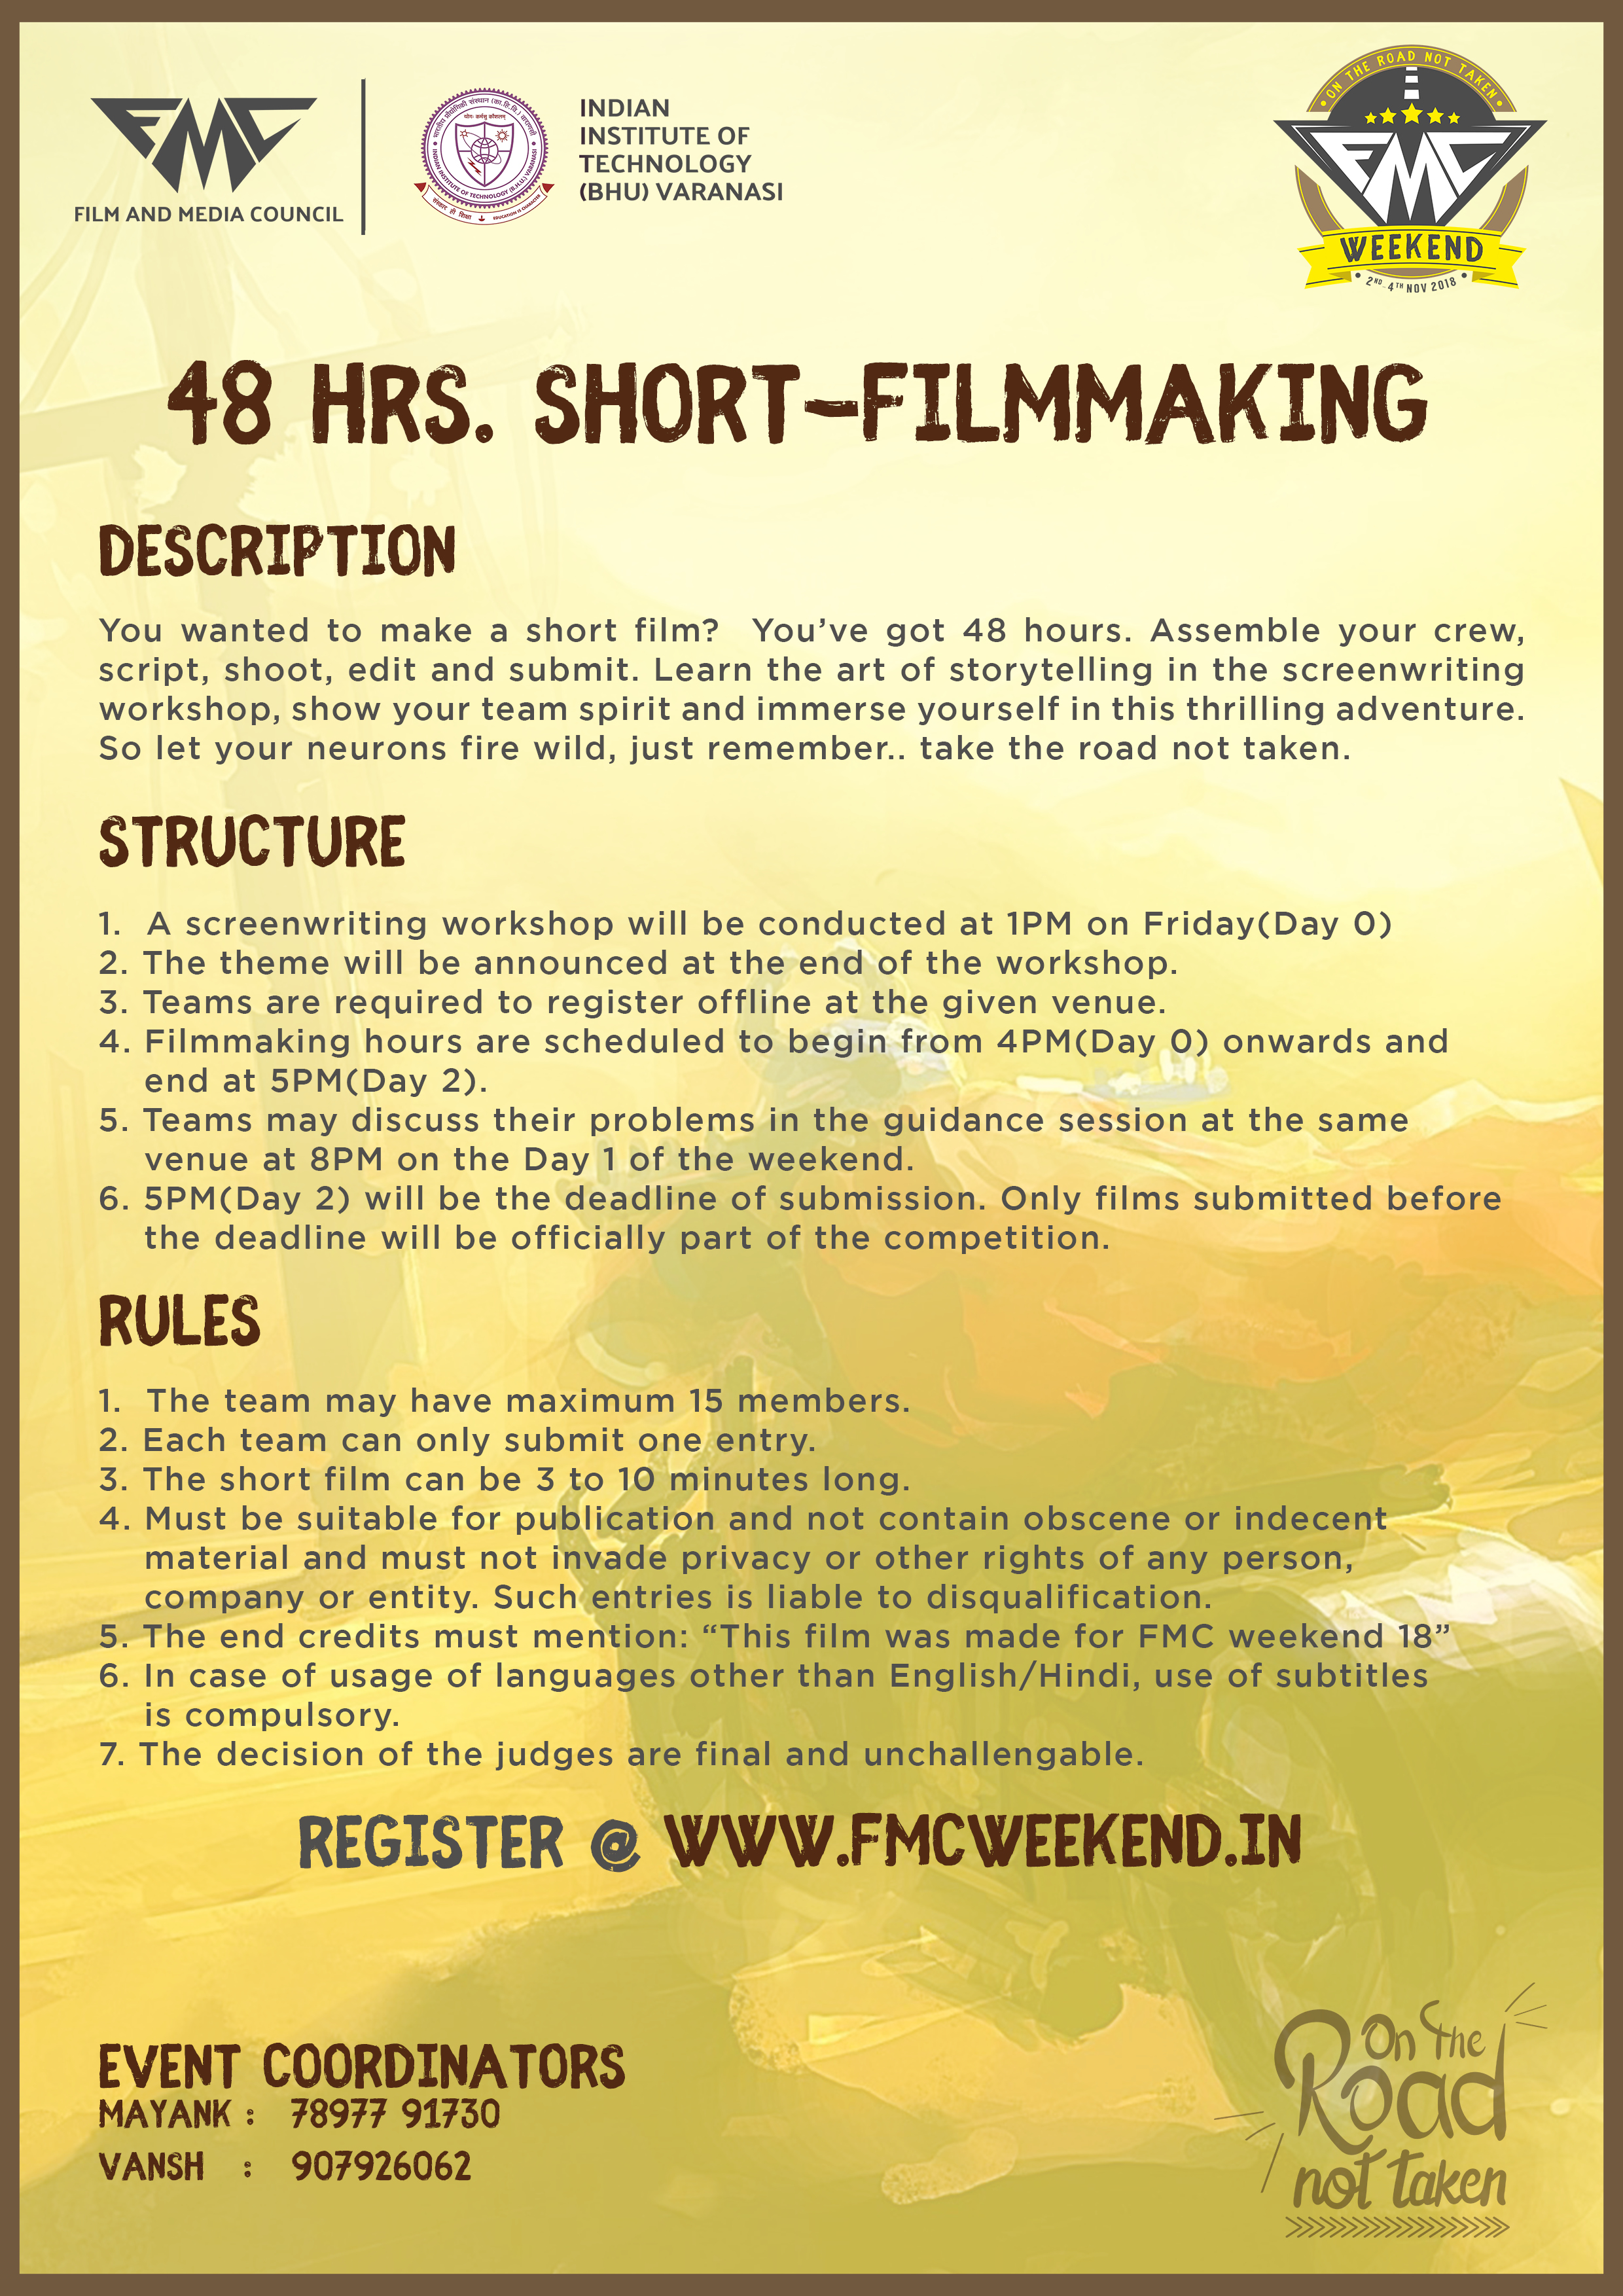 FMC
FILM AND MEDIA COUNCIL
भारतीय प्रौद्योगिकी संस्थान (का.हि.वि.) वाराणसी
योगः कर्मसु कौशलम्
INDIAN INSTITUTE OF TECHNOLOGY (B.H.U.) VARANASI
संस्कार ही शिक्षा
EDUCATION IS CHARACTER
INDIAN
INSTITUTE OF
TECHNOLOGY
(BHU) VARANASI
ON THE ROAD NOT TAKEN
FMC
WEEKEND
2ND - 4TH NOV 2018
48 HRS. SHORT-FILMMAKING
DESCRIPTION
You wanted to make a short film? You’ve got 48 hours. Assemble your crew,
script, shoot, edit and submit. Learn the art of storytelling in the screenwriting
workshop, show your team spirit and immerse yourself in this thrilling adventure.
So let your neurons fire wild, just remember.. take the road not taken.
STRUCTURE
1. A screenwriting workshop will be conducted at 1PM on Friday(Day 0)
2. The theme will be announced at the end of the workshop.
3. Teams are required to register offline at the given venue.
4. Filmmaking hours are scheduled to begin from 4PM(Day 0) onwards and
end at 5PM(Day 2).
5. Teams may discuss their problems in the guidance session at the same
venue at 8PM on the Day 1 of the weekend.
6. 5PM(Day 2) will be the deadline of submission. Only films submitted before
the deadline will be officially part of the competition.
RULES
1. The team may have maximum 15 members.
2. Each team can only submit one entry.
3. The short film can be 3 to 10 minutes long.
4. Must be suitable for publication and not contain obscene or indecent
material and must not invade privacy or other rights of any person,
company or entity. Such entries is liable to disqualification.
5. The end credits must mention: “This film was made for FMC weekend 18”
6. In case of usage of languages other than English/Hindi, use of subtitles
is compulsory.
7. The decision of the judges are final and unchallengable.
REGISTER @ WWW.FMCWEEKEND.IN
EVENT COORDINATORS
MAYANK : 78977 91730
VANSH : 907926062
On the
Road
not taken